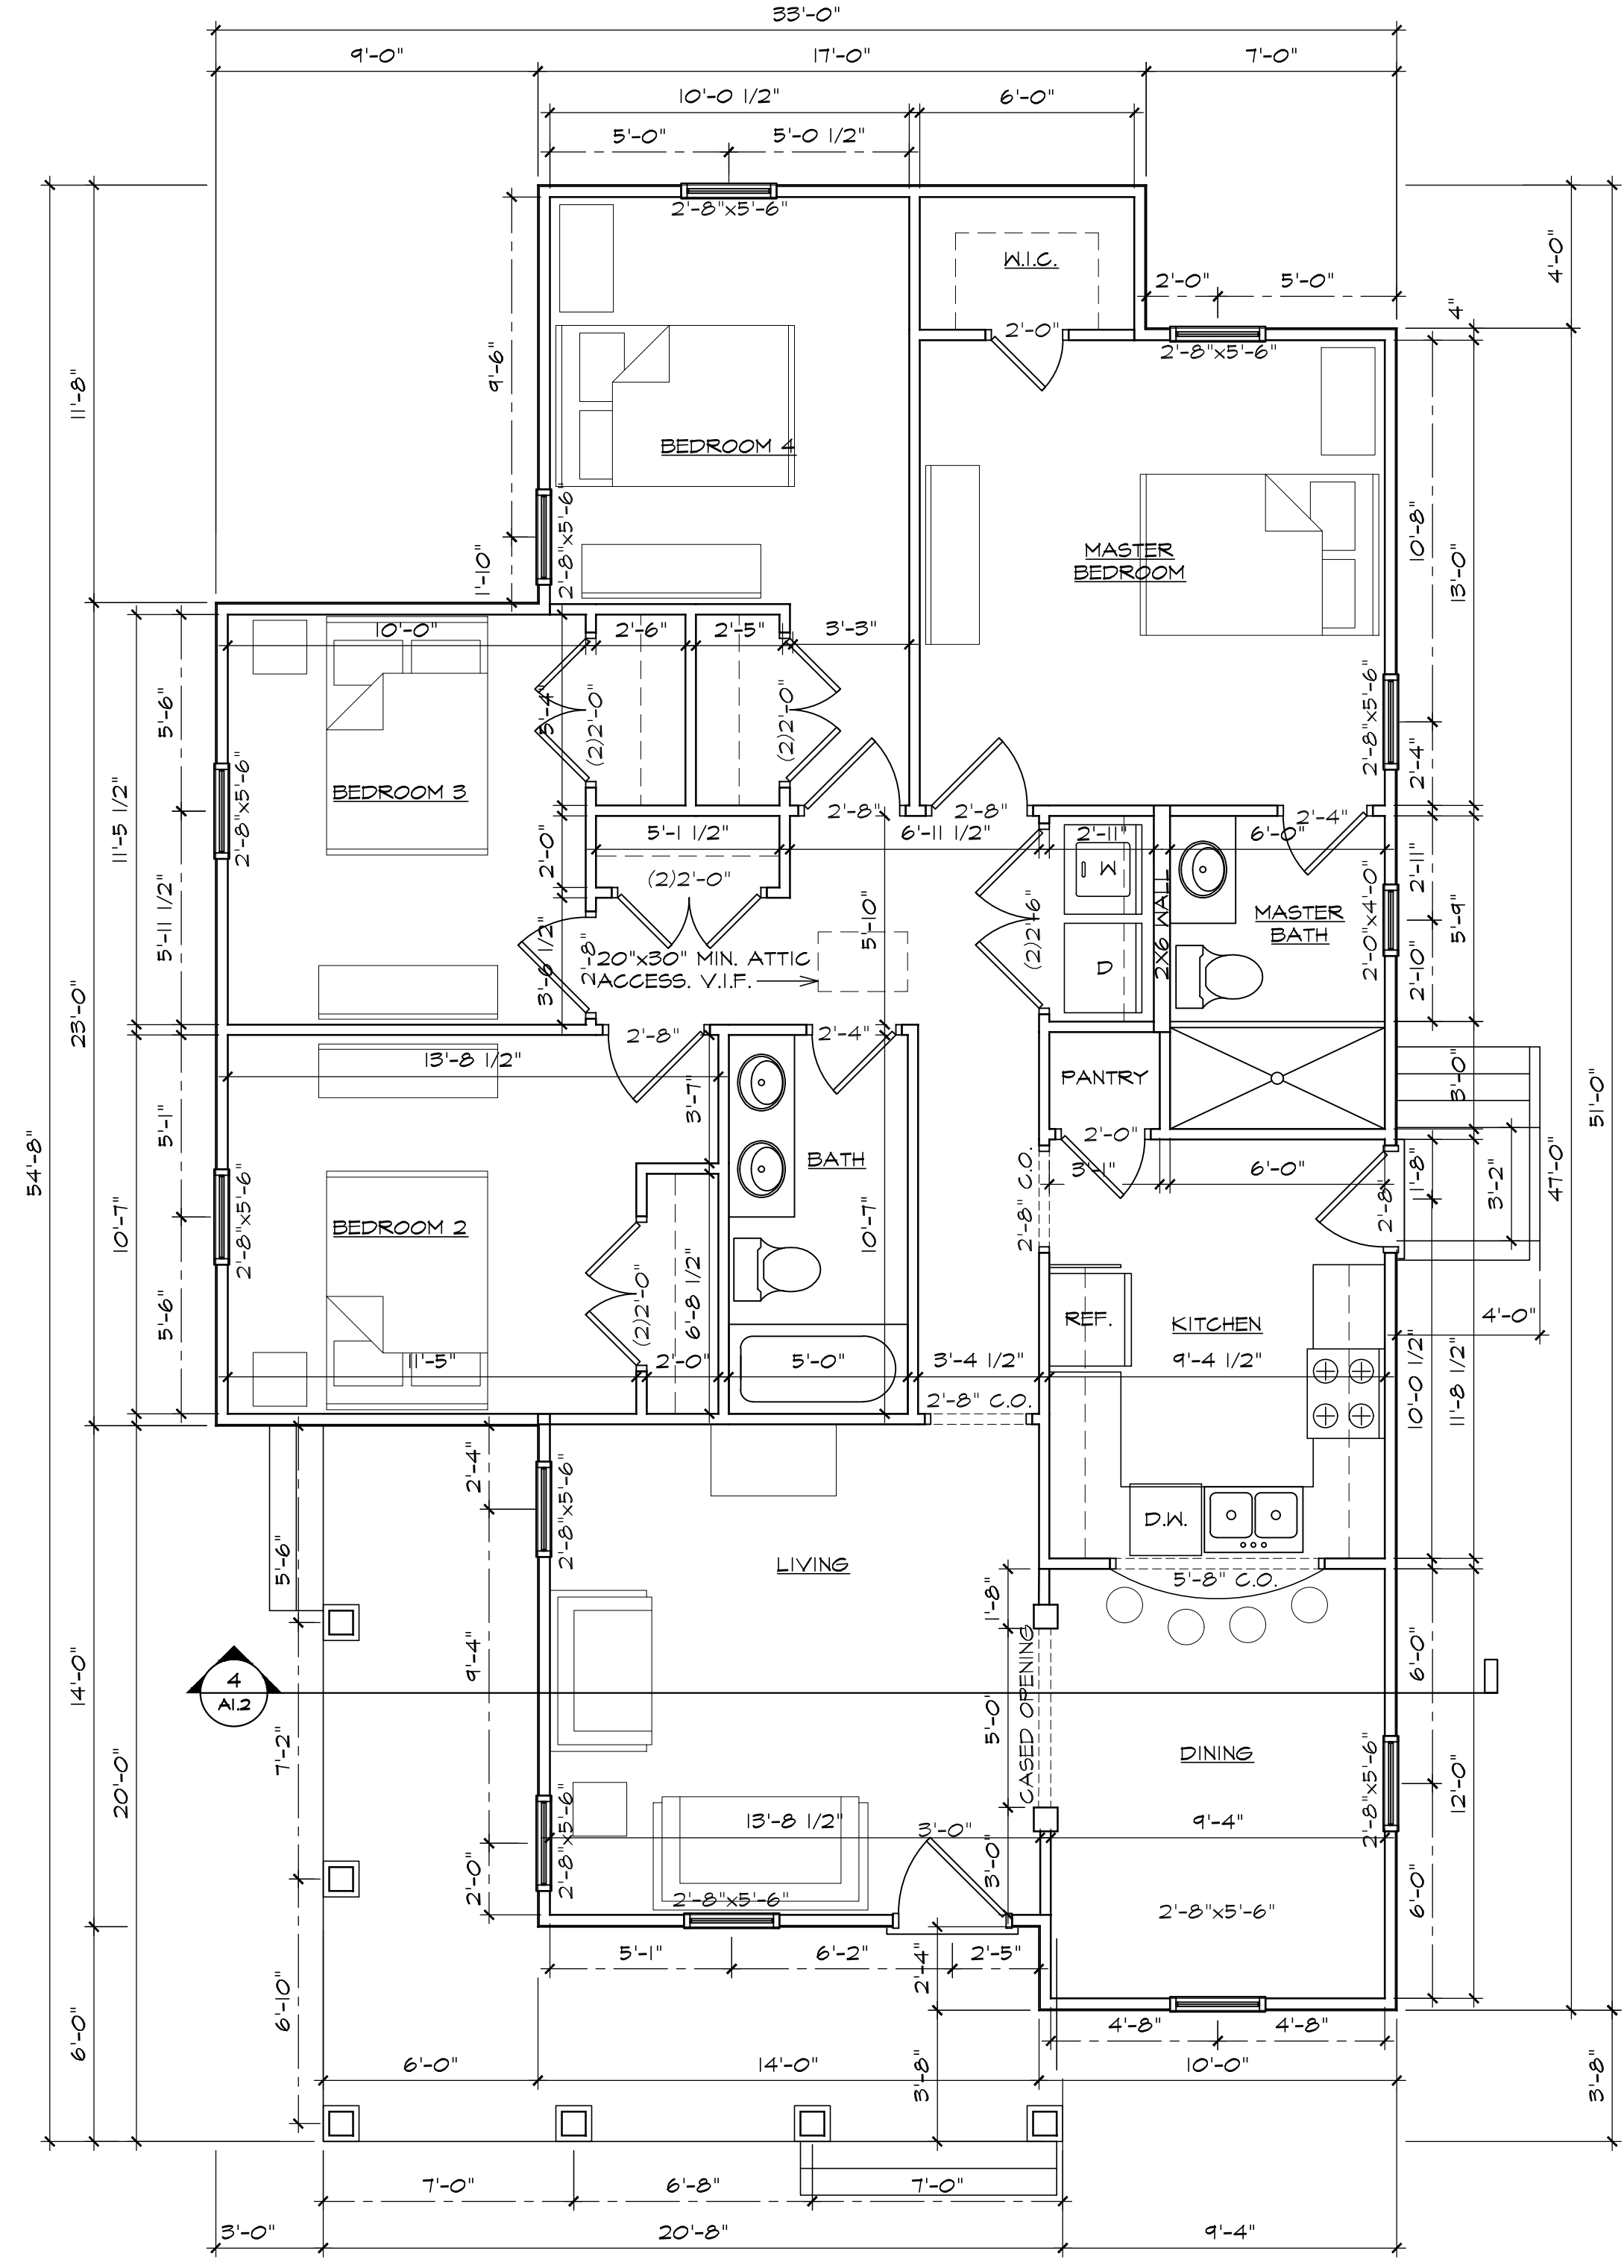 33'-0"
9'-0" 17'-0" 7'-0"
10'-0 1/2" 6'-0"
5'-0" 5'-0 1/2"
2'-8"x5'-6"
W.I.C.
2'-0" 5'-0"
4'-0"
4"
2'-0"
2'-8"x5'-6"
11'-8"
9'-6"
BEDROOM 4
2'-8"x5'-6"
1'-10"
MASTER
BEDROOM
10'-8"
13'-0"
10'-0" 2'-6" 2'-5" 3'-3"
5'-6"
5'-4"
(2)2'-0"
(2)2'-0"
2'-8"x5'-6"
2'-4"
BEDROOM 3
2'-8"x5'-6"
11'-5 1/2"
2'-8" 2'-8"
5'-1 1/2" 6'-11 1/2" 2'-11" 6'-0"
2'-4"
2'-0"
(2)2'-0"
W
2'-11"
5'-11 1/2"
5'-10"
(2)2'-6"
2X6 WALL
MASTER
BATH
2'-0"x4'-0"
5'-9"
3'-6 1/2"
2'-8"
20"x30" MIN. ATTIC
ACCESS. V.I.F.
D
2'-10"
23'-0"
2'-8" 2'-4"
13'-8 1/2"
PANTRY
3'-0"
51'-0"
5'-1"
3'-7"
54'-8"
BATH
2'-0"
3'-1" 6'-0"
2'-8" C.O.
2'-8"
1'-8"
3'-2"
47'-0"
10'-7"
BEDROOM 2
2'-8"x5'-6"
10'-7"
5'-6"
(2)2'-0"
6'-8 1/2"
REF.
KITCHEN
4'-0"
11'-5" 2'-0" 5'-0" 3'-4 1/2" 9'-4 1/2"
10'-0 1/2"
11'-8 1/2"
2'-8" C.O.
2'-4"
2'-8"x5'-6"
D.W.
5'-6"
LIVING
5'-8" C.O.
1'-8"
9'-4"
CASED OPENING
6'-0"
14'-0"
4
A1.2
7'-2"
5'-0"
DINING
20'-0"
2'-8"x5'-6"
12'-0"
2'-8"x5'-6"
13'-8 1/2" 3'-0" 9'-4"
2'-0"
3'-0"
6'-0"
2'-8"x5'-6"
2'-8"x5'-6"
5'-1" 6'-2" 2'-5"
2'-4"
6'-10"
6'-0"
4'-8" 4'-8"
6'-0" 14'-0" 10'-0"
3'-8"
3'-8"
7'-0" 6'-8" 7'-0"
3'-0" 20'-8" 9'-4"